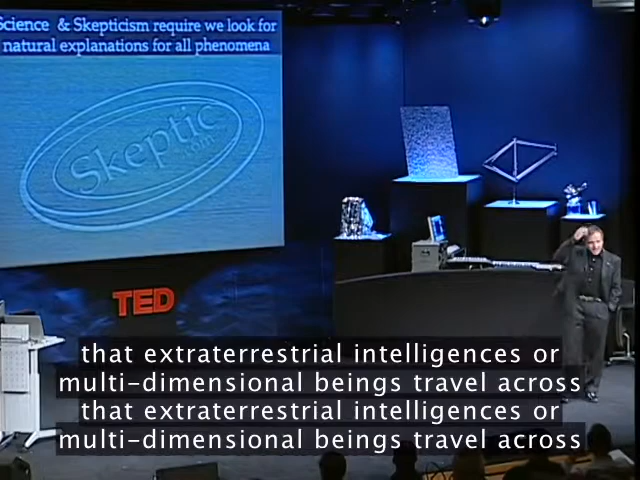 Science & Skepticism require we look for
natural explanations for all phenomena
Skeptic
.com
TED
that extraterrestrial intelligences or
multi-dimensional beings travel across
that extraterrestrial intelligences or
multi-dimensional beings travel across